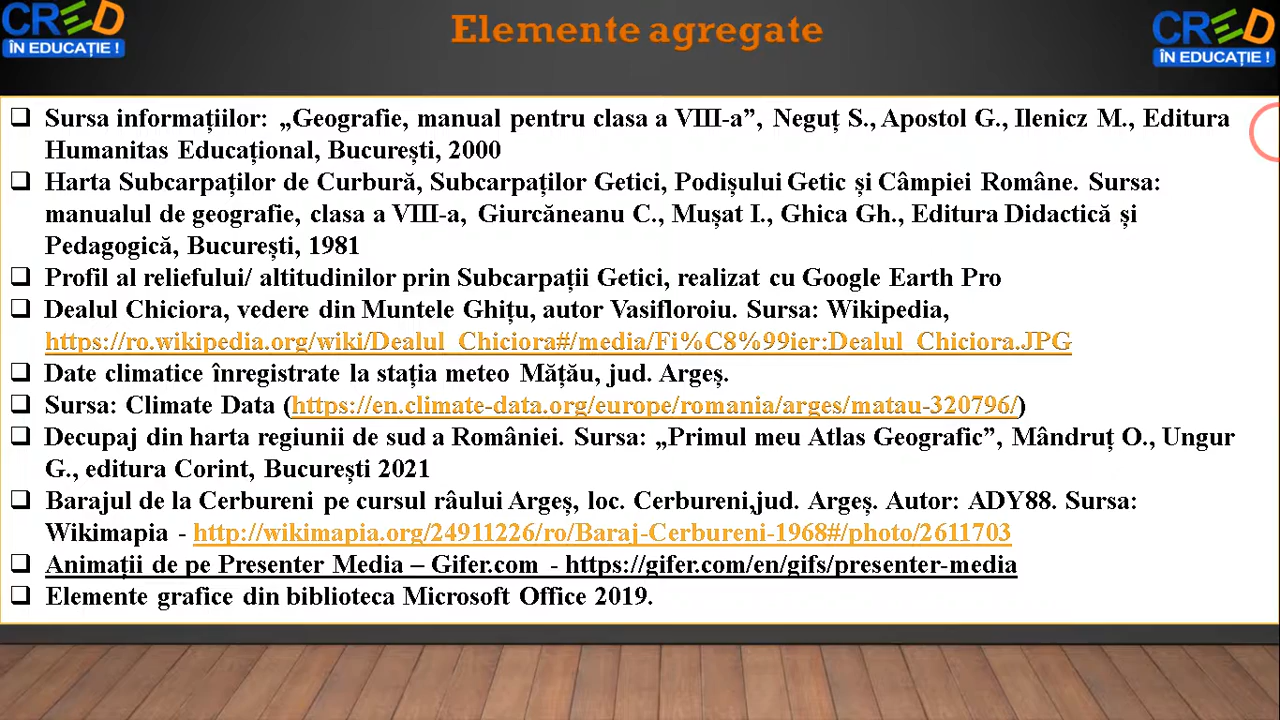 CRED
ÎN EDUCAȚIE !
Elemente agregate
CRED
ÎN EDUCAȚIE !
❑ Sursa informațiilor: „Geografie, manual pentru clasa a VIII-a”, Neguț S., Apostol G., Ilenicz M., Editura
Humanitas Educațional, București, 2000
❑ Harta Subcarpaților de Curbură, Subcarpaților Getici, Podișului Getic și Câmpiei Române. Sursa:
manualul de geografie, clasa a VIII-a, Giurcăneanu C., Mușat I., Ghica Gh., Editura Didactică și
Pedagogică, București, 1981
❑ Profil al reliefului/ altitudinilor prin Subcarpații Getici, realizat cu Google Earth Pro
❑ Dealul Chiciora, vedere din Muntele Ghițu, autor Vasifloroiu. Sursa: Wikipedia,
https://ro.wikipedia.org/wiki/Dealul_Chiciora#/media/Fi%C8%99ier:Dealul_Chiciora.JPG
❑ Date climatice înregistrate la stația meteo Mățău, jud. Argeș.
❑ Sursa: Climate Data (https://en.climate-data.org/europe/romania/arges/matau-320796/)
❑ Decupaj din harta regiunii de sud a României. Sursa: „Primul meu Atlas Geografic”, Mândruț O., Ungur
G., editura Corint, București 2021
❑ Barajul de la Cerbureni pe cursul râului Argeș, loc. Cerbureni,jud. Argeș. Autor: ADY88. Sursa:
Wikimapia - http://wikimapia.org/24911226/ro/Baraj-Cerbureni-1968#/photo/2611703
❑ Animații de pe Presenter Media – Gifer.com - https://gifer.com/en/gifs/presenter-media
❑ Elemente grafice din biblioteca Microsoft Office 2019.